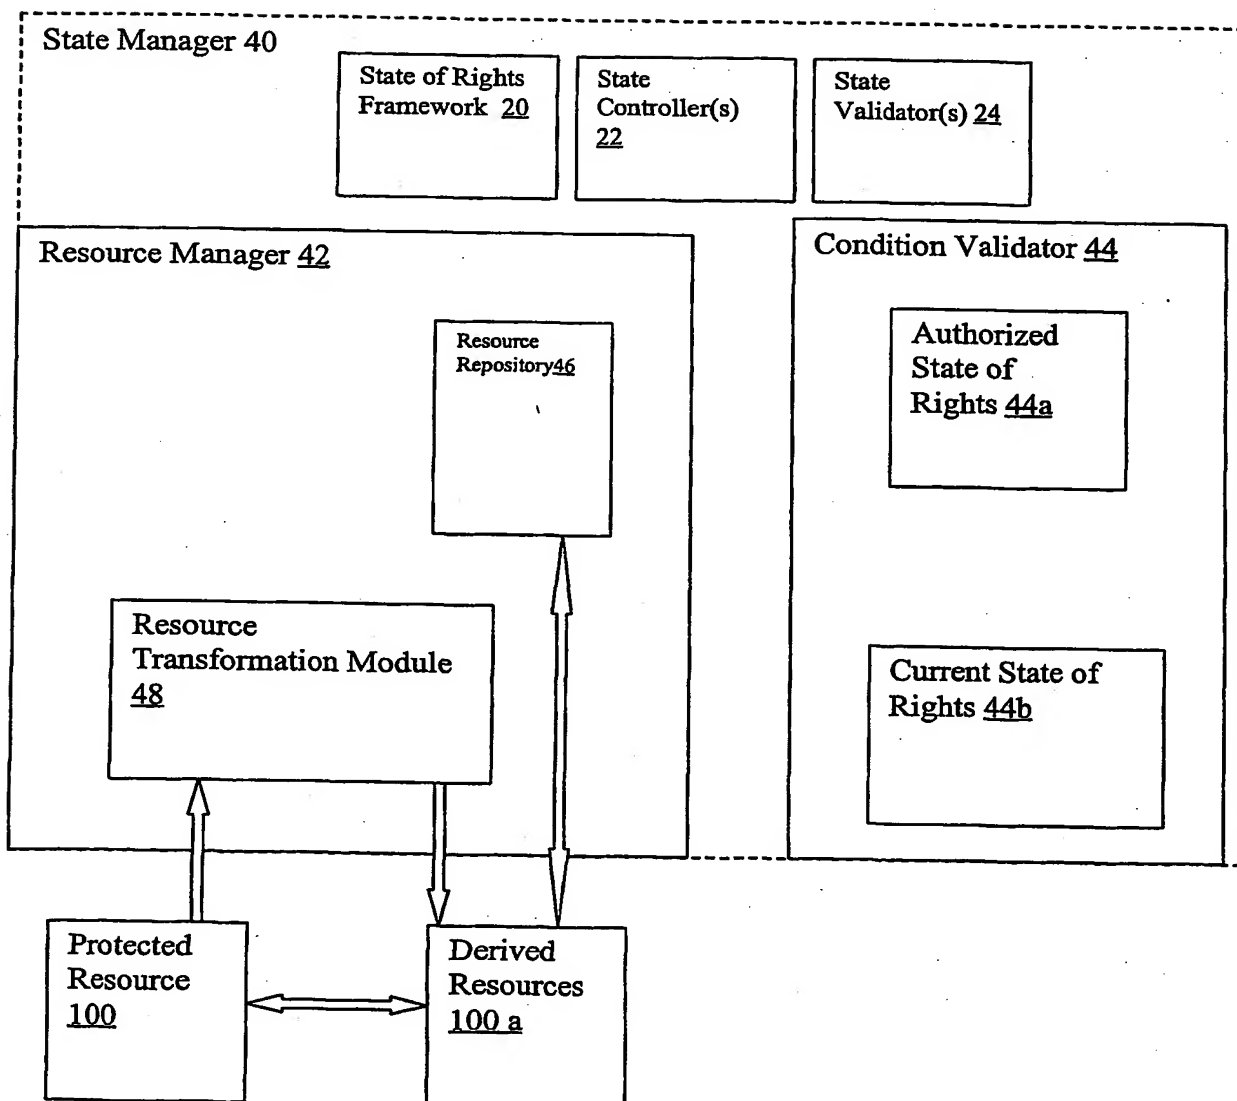 State Manager 40
State of Rights
Framework 20
State
Controller(s)
22
State
Validator(s) 24
Resource Manager 42
Condition Validator 44
Resource
Repository46
Authorized
State of
Rights 44a
Resource
Transformation Module
48
Current State of
Rights 44b
Protected
Resource
100
Derived
Resources
100 a